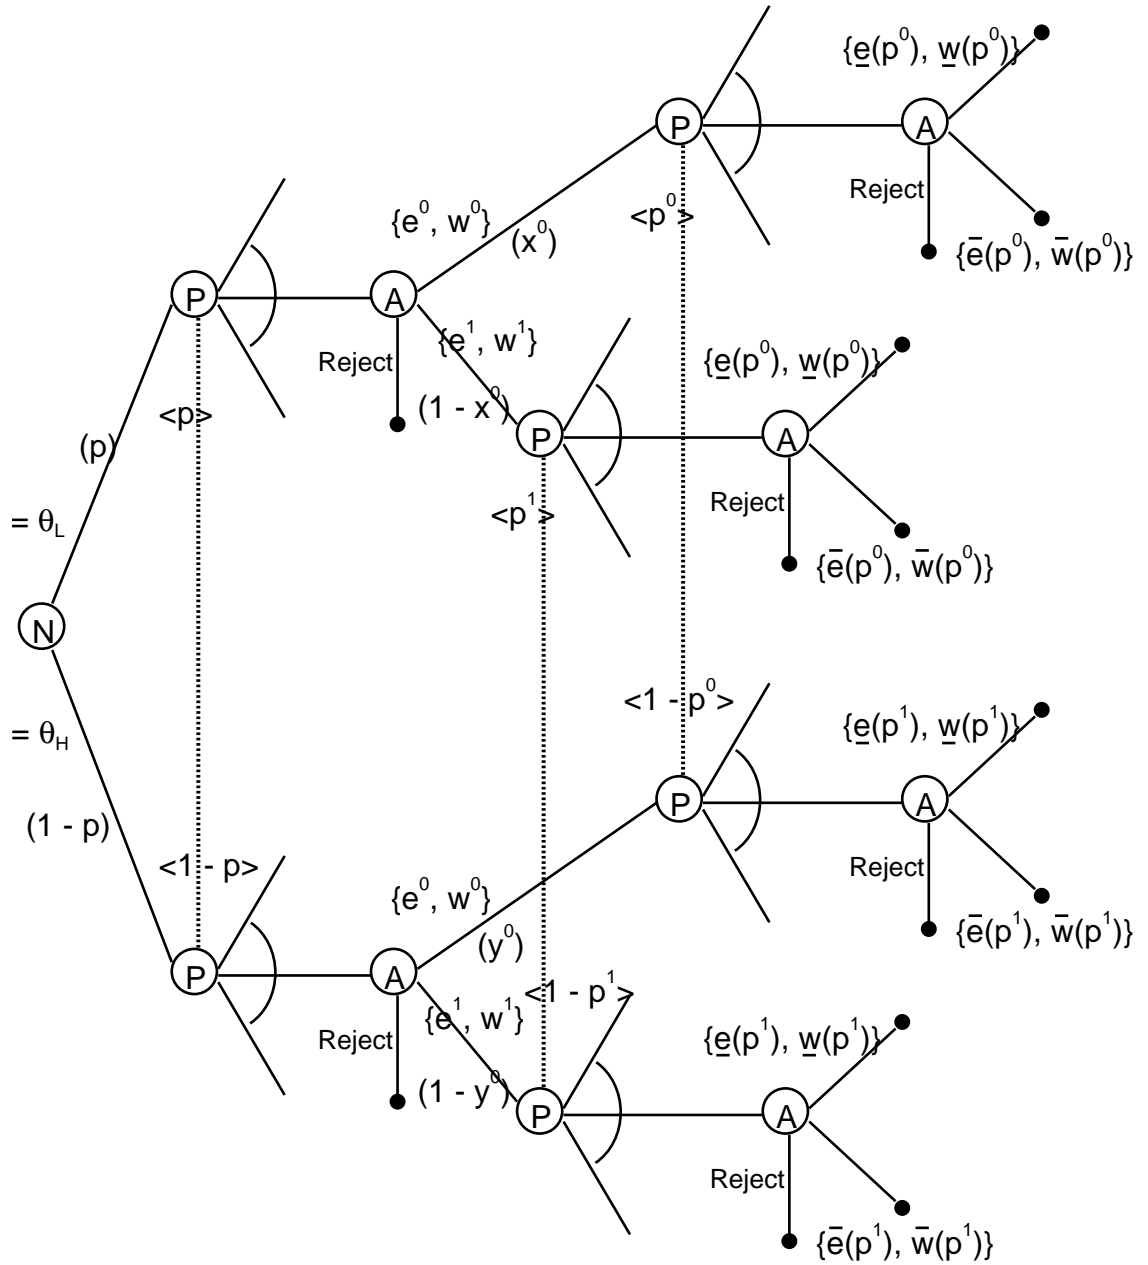 {e̲(p⁰), w̲(p⁰)}
P
A
Reject
{e⁰, w⁰}
<p⁰>
(x⁰)
{ē(p⁰), w̄(p⁰)}
P
A
{e¹, w¹}
Reject
{e̲(p⁰), w̲(p⁰)}
<p>
(1 - x⁰)
(p)
P
A
<p¹>
Reject
= θ_L
{ē(p⁰), w̄(p⁰)}
N
<1 - p⁰>
{e̲(p¹), w̲(p¹)}
= θ_H
P
A
(1 - p)
<1 - p>
Reject
{e⁰, w⁰}
(y⁰)
{ē(p¹), w̄(p¹)}
P
A
<1 - p¹>
{e¹, w¹}
Reject
{e̲(p¹), w̲(p¹)}
(1 - y⁰)
P
A
Reject
{ē(p¹), w̄(p¹)}